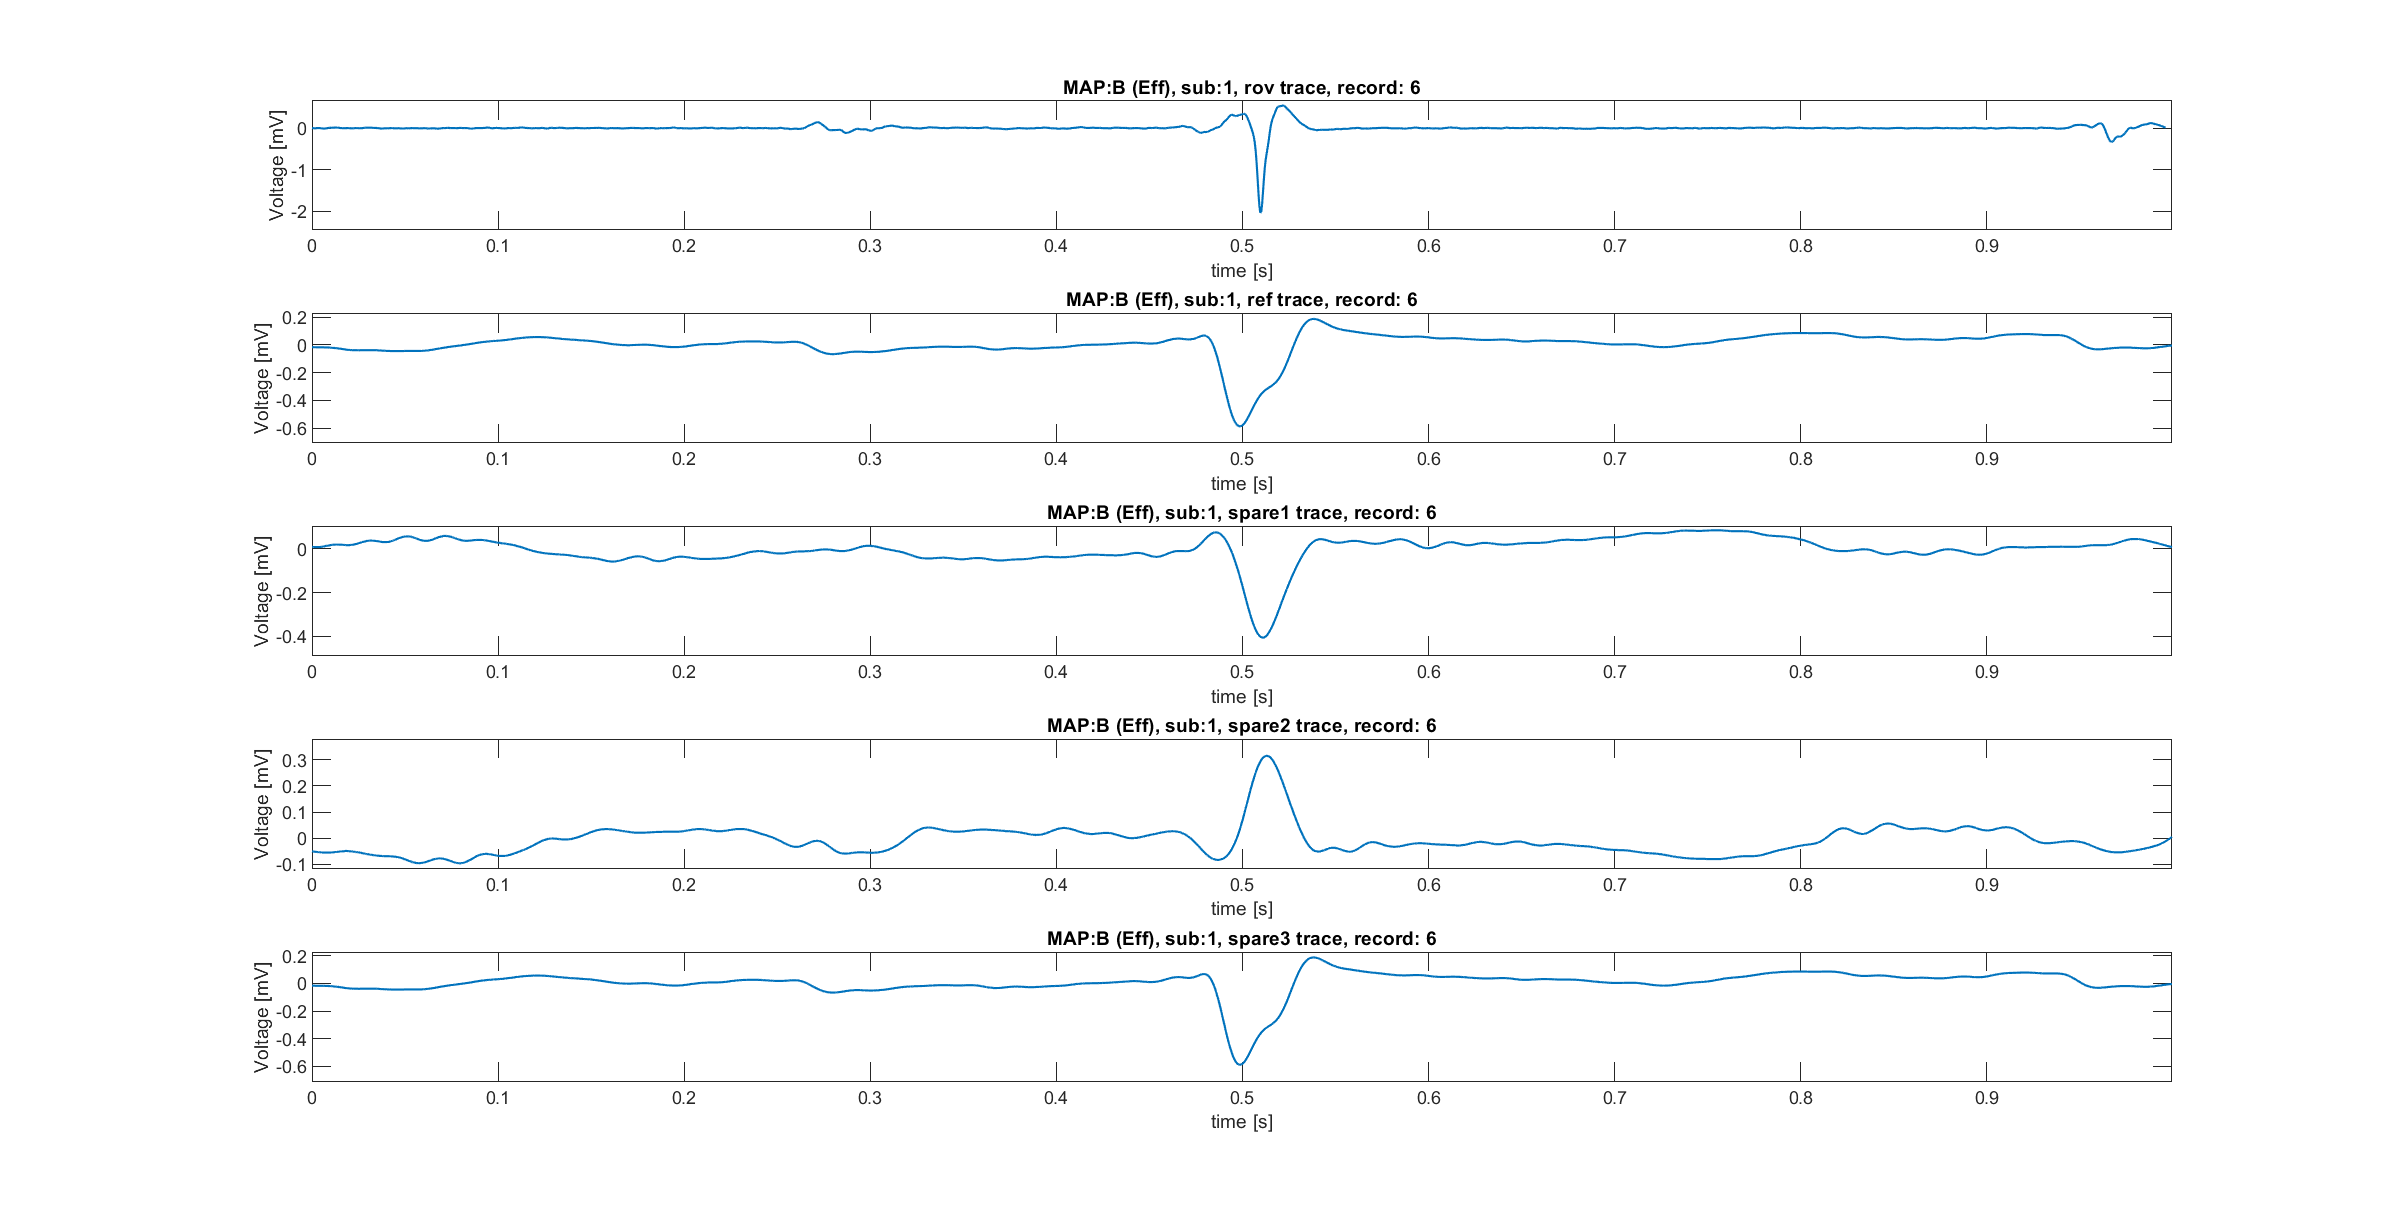 MAP:B (Eff), sub:1, rov trace, record: 6
Voltage [mV]
0
-1
-2
0 0.1 0.2 0.3 0.4 0.5 0.6 0.7 0.8 0.9
time [s]
MAP:B (Eff), sub:1, ref trace, record: 6
Voltage [mV]
0.2
0
-0.2
-0.4
-0.6
0 0.1 0.2 0.3 0.4 0.5 0.6 0.7 0.8 0.9
time [s]
MAP:B (Eff), sub:1, spare1 trace, record: 6
Voltage [mV]
0
-0.2
-0.4
0 0.1 0.2 0.3 0.4 0.5 0.6 0.7 0.8 0.9
time [s]
MAP:B (Eff), sub:1, spare2 trace, record: 6
Voltage [mV]
0.3
0.2
0.1
0
-0.1
0 0.1 0.2 0.3 0.4 0.5 0.6 0.7 0.8 0.9
time [s]
MAP:B (Eff), sub:1, spare3 trace, record: 6
Voltage [mV]
0.2
0
-0.2
-0.4
-0.6
0 0.1 0.2 0.3 0.4 0.5 0.6 0.7 0.8 0.9
time [s]